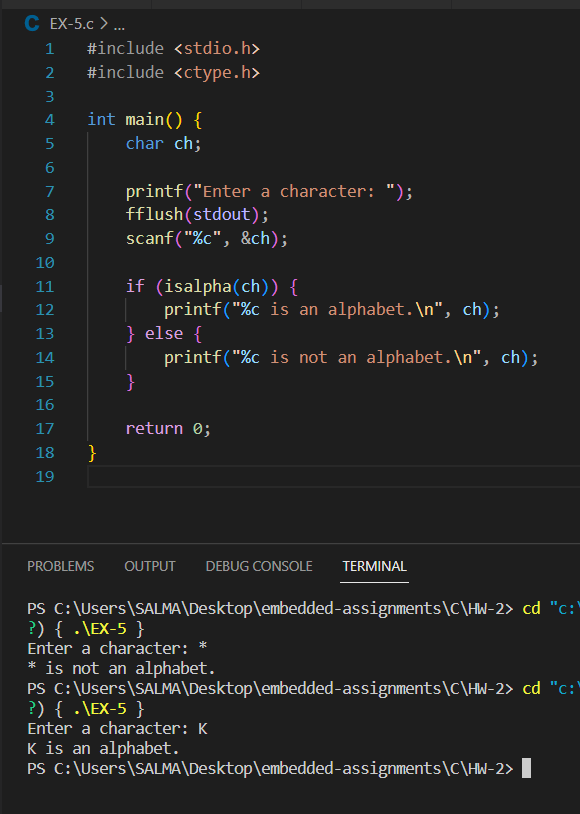 C EX-5.c > ...
1 #include <stdio.h>
2 #include <ctype.h>
3
4 int main() {
5     char ch;
6
7     printf("Enter a character: ");
8     fflush(stdout);
9     scanf("%c", &ch);
10
11     if (isalpha(ch)) {
12         printf("%c is an alphabet.\n", ch);
13     } else {
14         printf("%c is not an alphabet.\n", ch);
15     }
16
17     return 0;
18 }
19
PROBLEMS OUTPUT DEBUG CONSOLE TERMINAL
PS C:\Users\SALMA\Desktop\embedded-assignments\C\HW-2> cd "c:\
?) { .\EX-5 }
Enter a character: *
* is not an alphabet.
PS C:\Users\SALMA\Desktop\embedded-assignments\C\HW-2> cd "c:\
?) { .\EX-5 }
Enter a character: K
K is an alphabet.
PS C:\Users\SALMA\Desktop\embedded-assignments\C\HW-2>